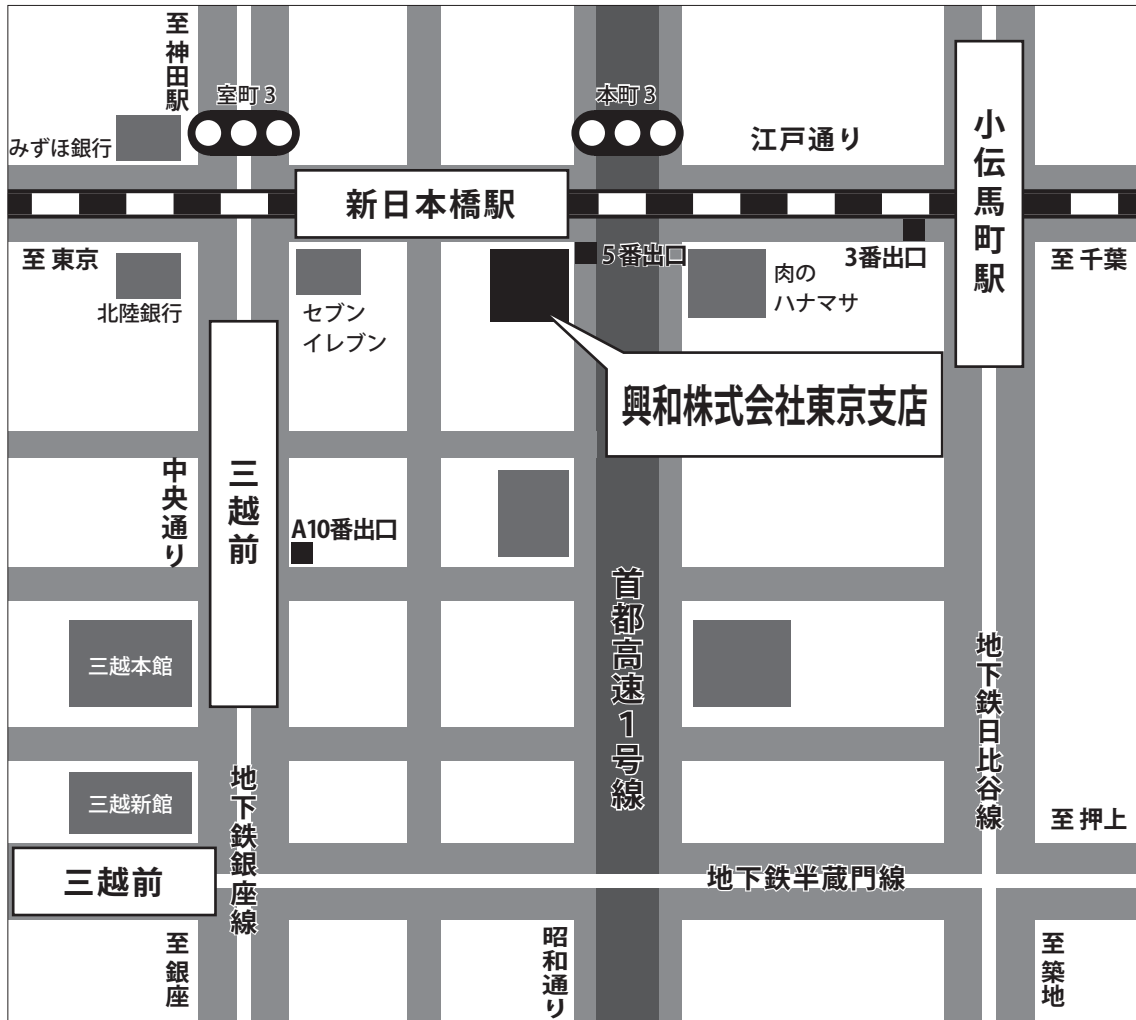 至神田駅
室町 3
本町 3
みずほ銀行
江戸通り
小伝馬町駅
新日本橋駅
至 東京
5 番出口
3番出口
至 千葉
北陸銀行
セブン
イレブン
肉の
ハナマサ
興和株式会社東京支店
中央通り
三越前
A10番出口
首都高速1号線
三越本館
地下鉄日比谷線
三越新館
地下鉄銀座線
至 押上
三越前
地下鉄半蔵門線
至銀座
昭和通り
至築地